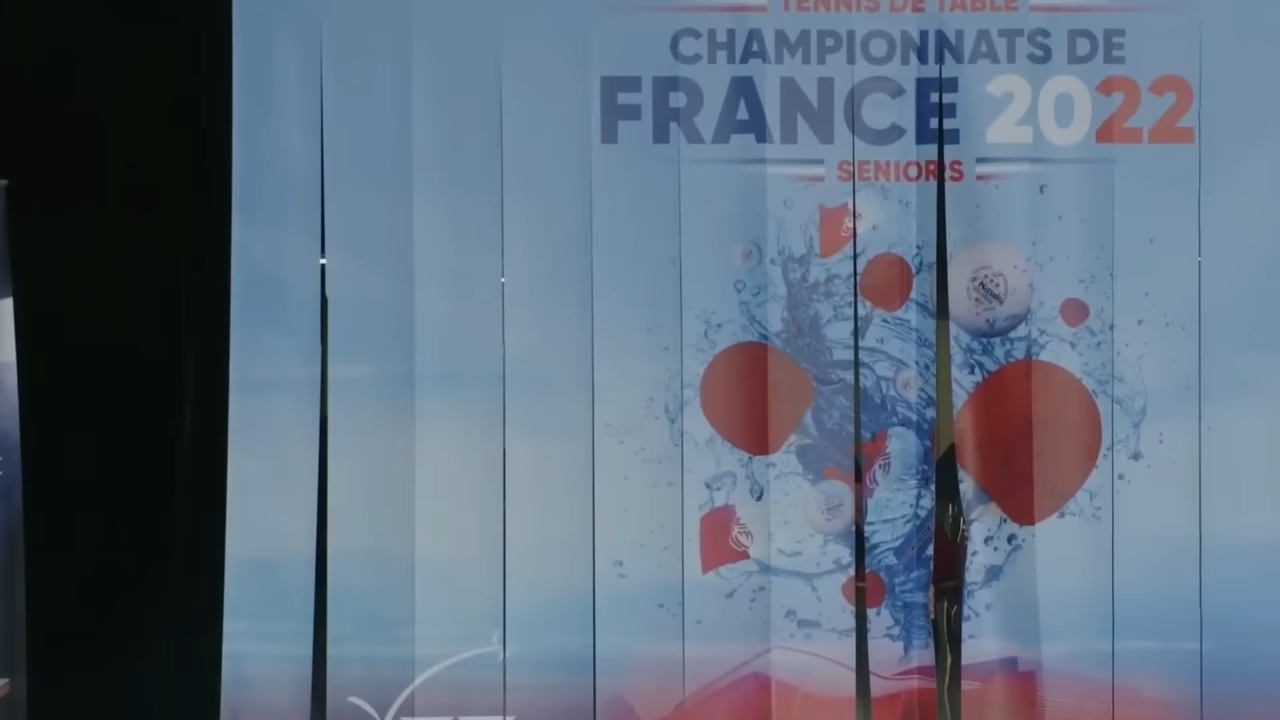 TENNIS DE TABLE
CHAMPIONNATS DE
FRANCE 2022
SENIORS